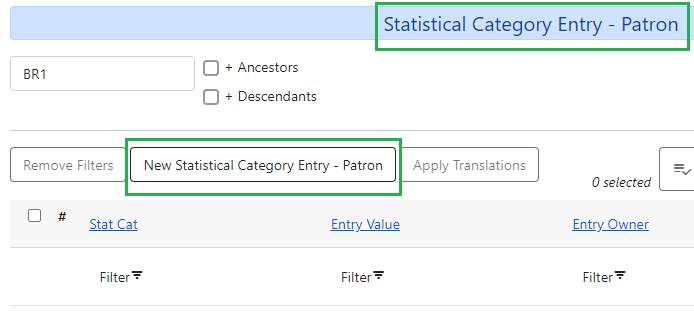 Statistical Category Entry - Patron
BR1
+ Ancestors
+ Descendants
Remove Filters New Statistical Category Entry - Patron Apply Translations
0 selected
# Stat Cat Entry Value Entry Owner
Filter Filter Filter